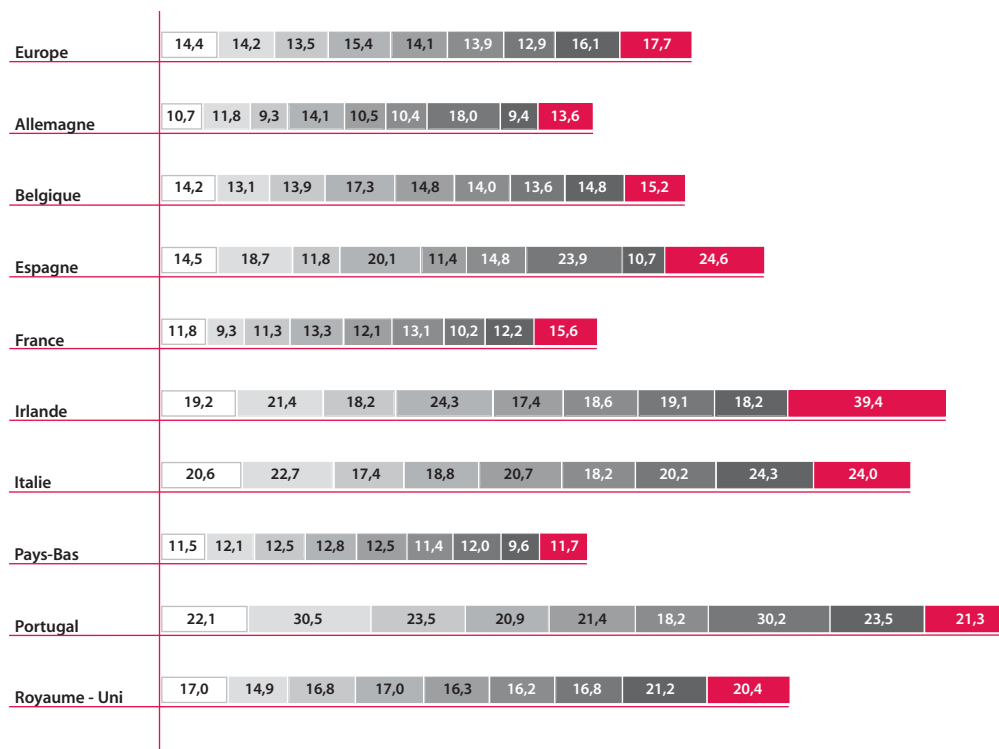 Europe 14,4 14,2 13,5 15,4 14,1 13,9 12,9 16,1 17,7
Allemagne 10,7 11,8 9,3 14,1 10,5 10,4 18,0 9,4 13,6
Belgique 14,2 13,1 13,9 17,3 14,8 14,0 13,6 14,8 15,2
Espagne 14,5 18,7 11,8 20,1 11,4 14,8 23,9 10,7 24,6
France 11,8 9,3 11,3 13,3 12,1 13,1 10,2 12,2 15,6
Irlande 19,2 21,4 18,2 24,3 17,4 18,6 19,1 18,2 39,4
Italie 20,6 22,7 17,4 18,8 20,7 18,2 20,2 24,3 24,0
Pays-Bas 11,5 12,1 12,5 12,8 12,5 11,4 12,0 9,6 11,7
Portugal 22,1 30,5 23,5 20,9 21,4 18,2 30,2 23,5 21,3
Royaume - Uni 17,0 14,9 16,8 17,0 16,3 16,2 16,8 21,2 20,4